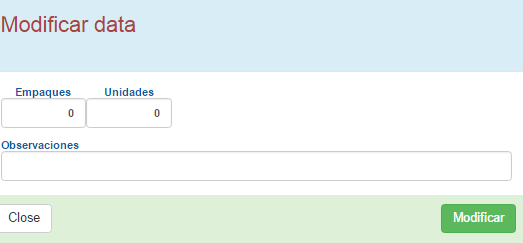 Modificar data
Empaques Unidades
0 0
Observaciones
Close Modificar